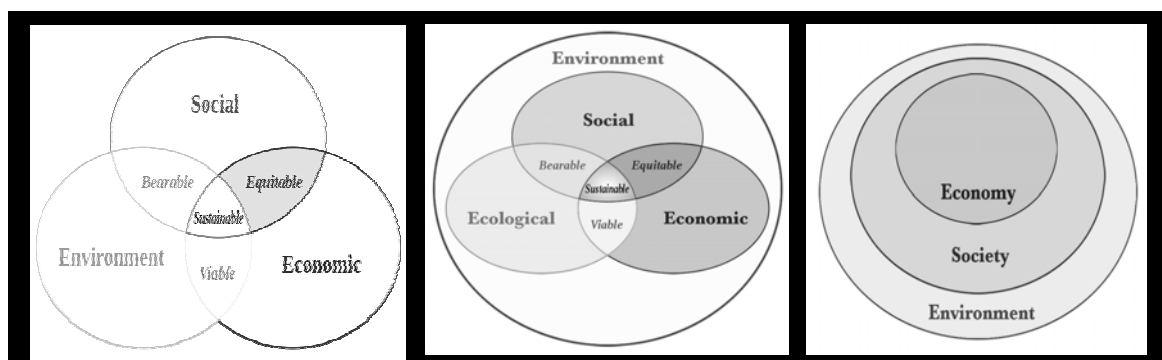 Social
Bearable
Equitable
Sustainable
Environment
Viable
Economic
Environment
Social
Bearable
Equitable
Sustainable
Ecological
Economic
Viable
Economy
Society
Environment